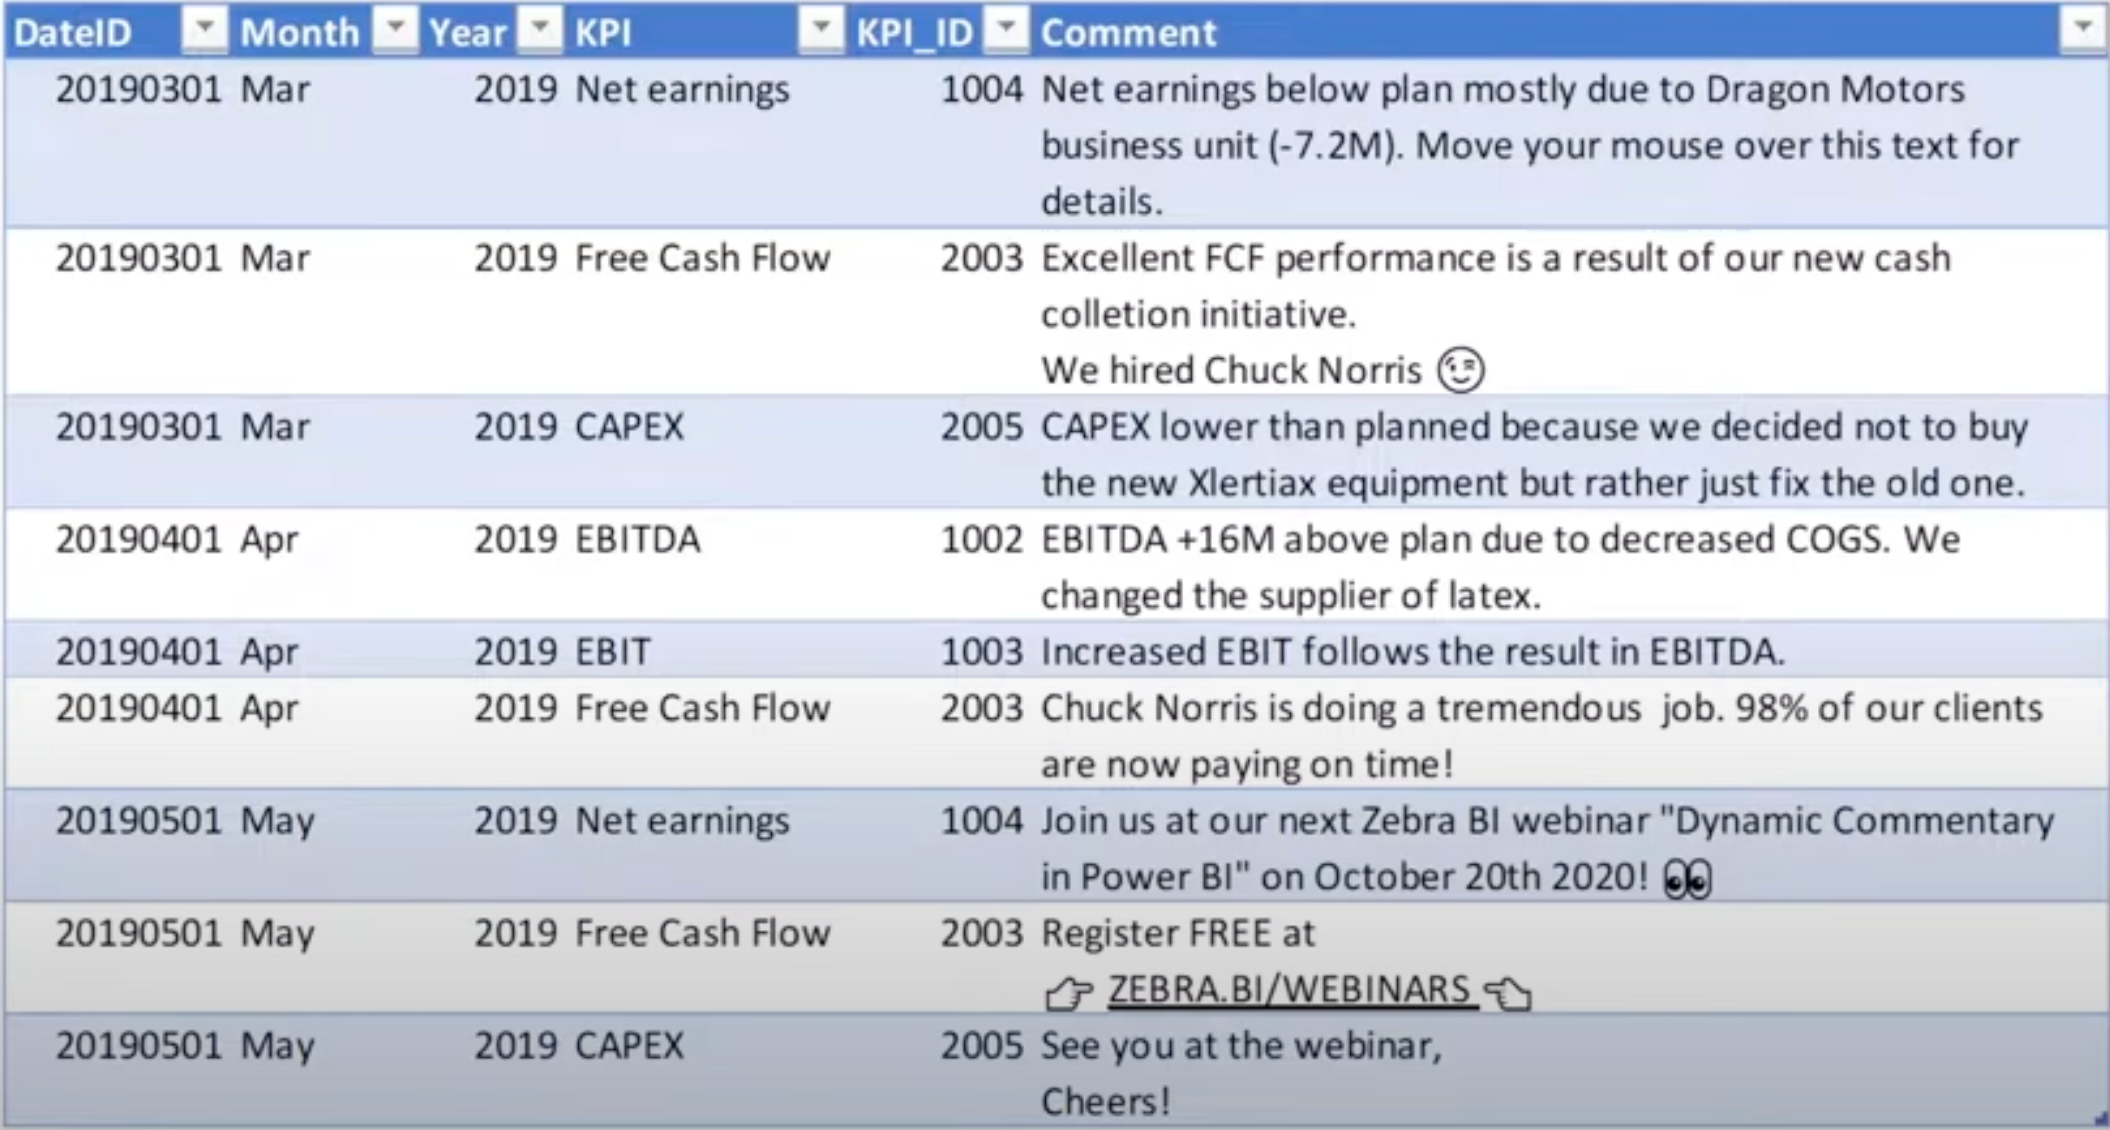 DateID Month Year KPI KPI_ID Comment
20190301 Mar 2019 Net earnings 1004 Net earnings below plan mostly due to Dragon Motors
business unit (-7.2M). Move your mouse over this text for
details.
20190301 Mar 2019 Free Cash Flow 2003 Excellent FCF performance is a result of our new cash
colletion initiative.
We hired Chuck Norris 😉
20190301 Mar 2019 CAPEX 2005 CAPEX lower than planned because we decided not to buy
the new Xlertiax equipment but rather just fix the old one.
20190401 Apr 2019 EBITDA 1002 EBITDA +16M above plan due to decreased COGS. We
changed the supplier of latex.
20190401 Apr 2019 EBIT 1003 Increased EBIT follows the result in EBITDA.
20190401 Apr 2019 Free Cash Flow 2003 Chuck Norris is doing a tremendous  job. 98% of our clients
are now paying on time!
20190501 May 2019 Net earnings 1004 Join us at our next Zebra BI webinar "Dynamic Commentary
in Power BI" on October 20th 2020! 👀
20190501 May 2019 Free Cash Flow 2003 Register FREE at
👉 ZEBRA.BI/WEBINARS 👈
20190501 May 2019 CAPEX 2005 See you at the webinar,
Cheers!